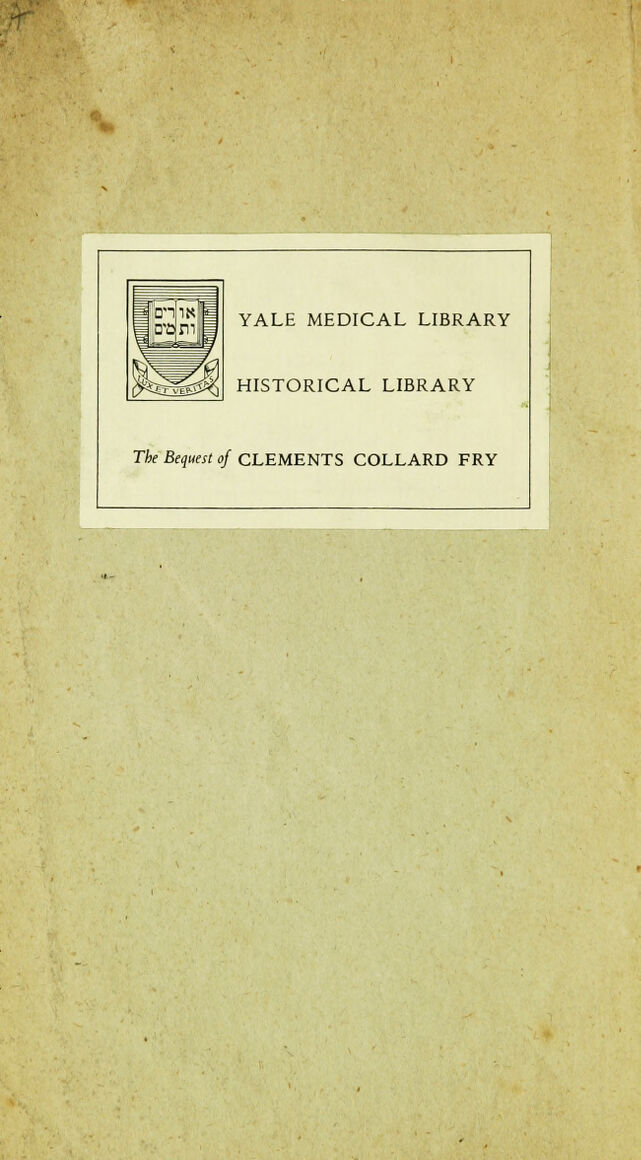 אורים
ותמים
LUX ET VERITAS
YALE MEDICAL LIBRARY
HISTORICAL LIBRARY
The Bequest of CLEMENTS COLLARD FRY